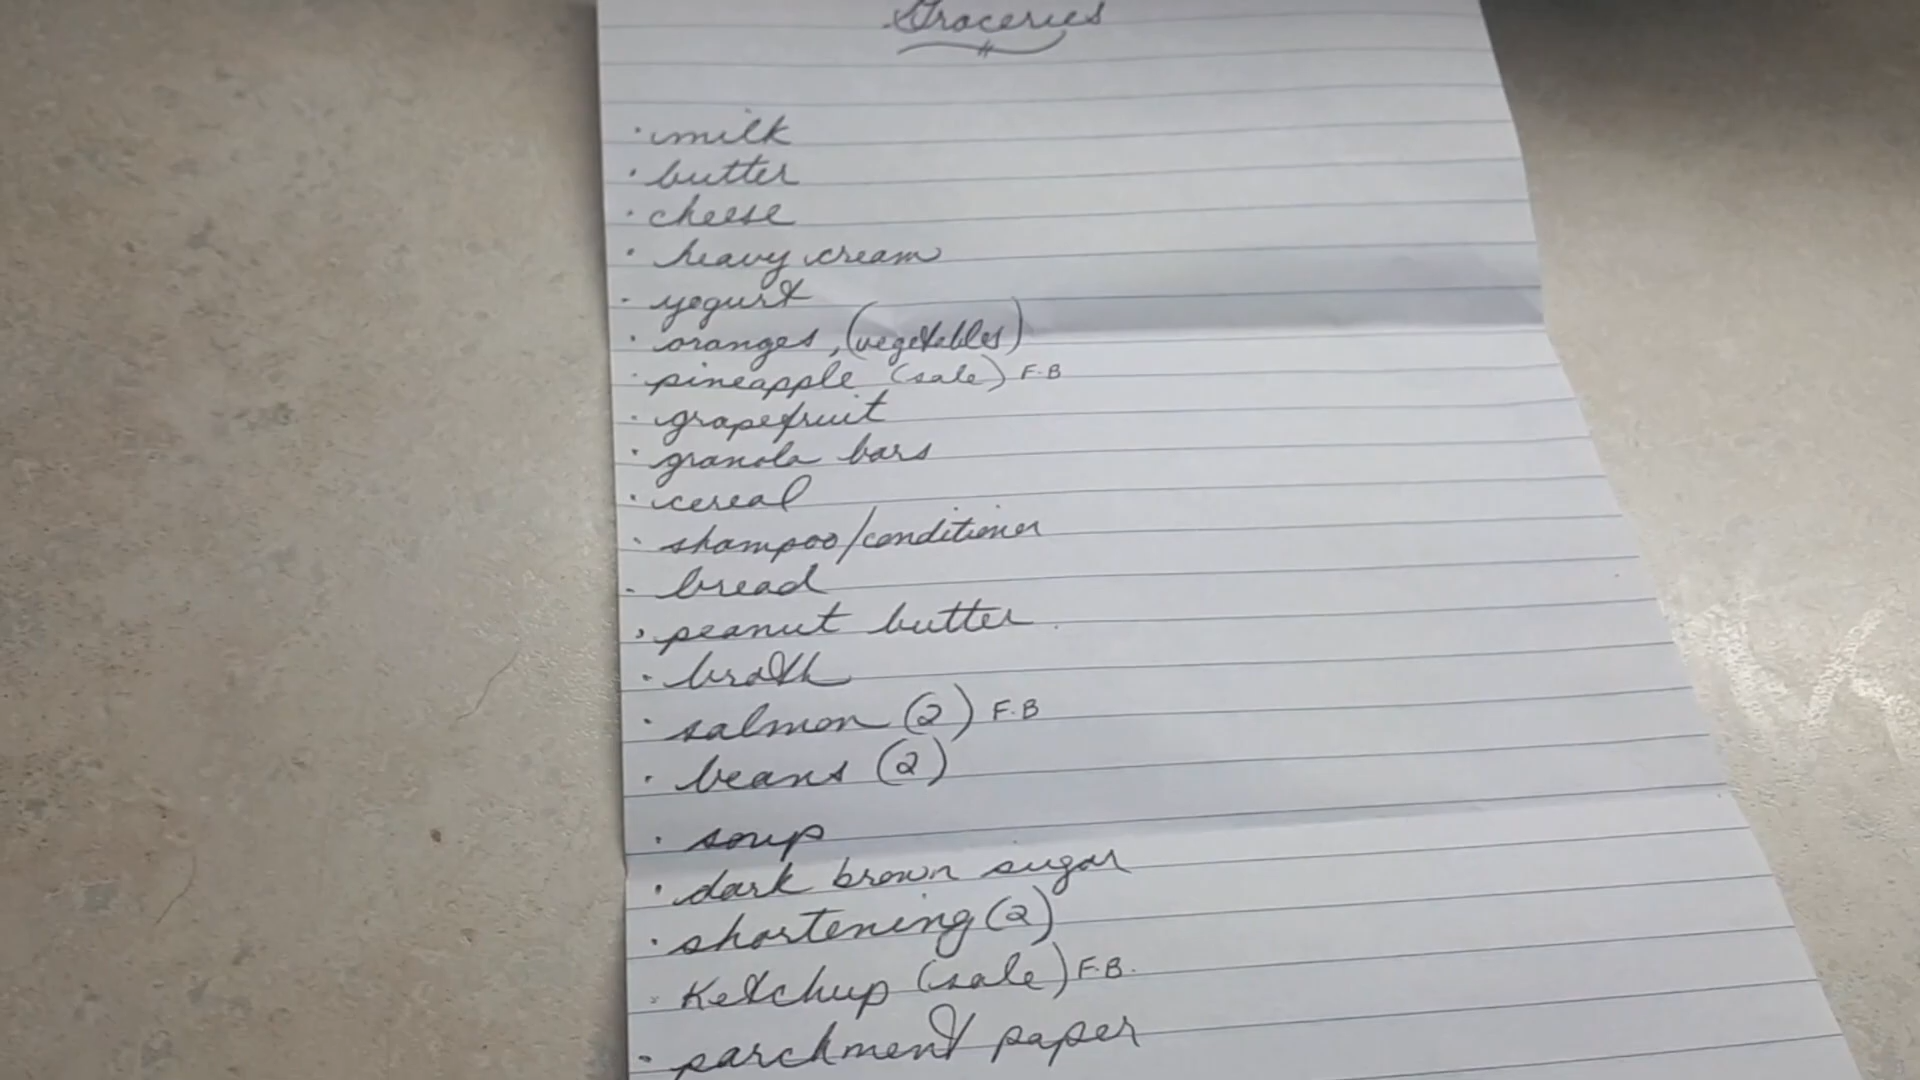 Groceries
· milk
· butter
· cheese
· heavy cream
· yogurt
· oranges, (vegetables)
· pineapple (sale) F.B
· grapefruit
· granola bars
· cereal
· shampoo/conditioner
· bread
· peanut butter
· broth
· salmon (2) F.B
· beans (2)
· soup
· dark brown sugar
· shortening (2)
· Ketchup (sale) F.B.
· parchment paper